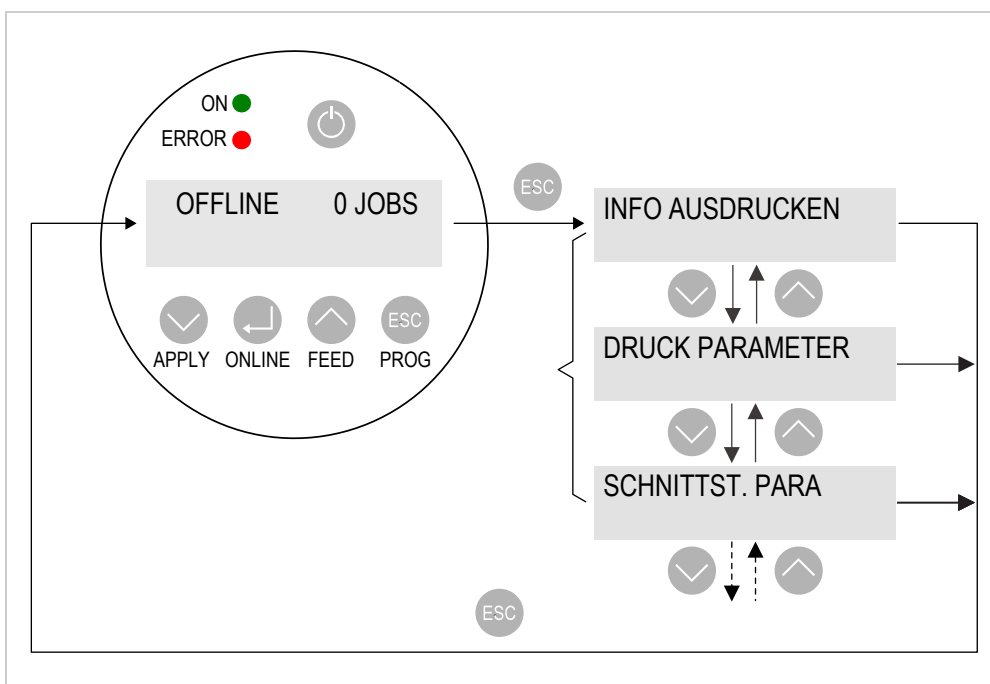 ON
ERROR
OFFLINE 0 JOBS
ESC
APPLY ONLINE FEED PROG
ESC
INFO AUSDRUCKEN
DRUCK PARAMETER
SCHNITTST. PARA
ESC